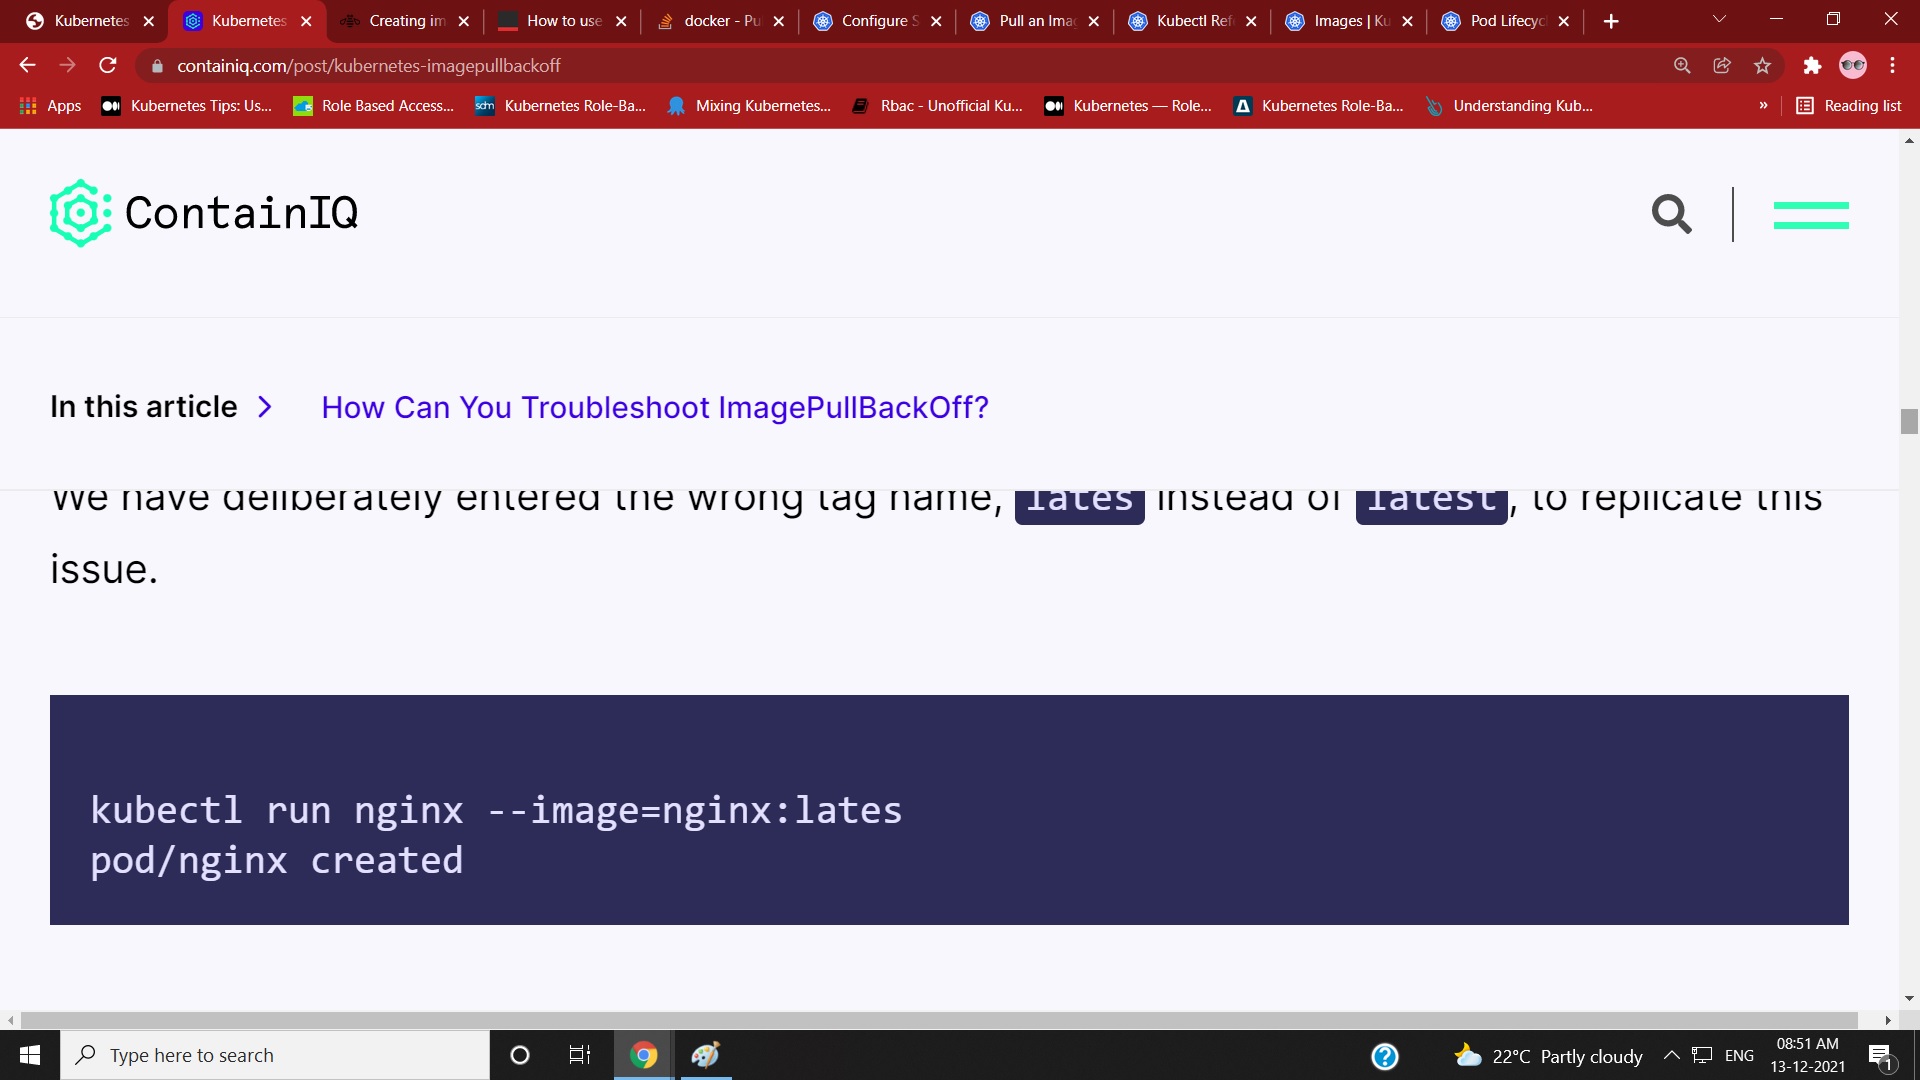 Kubernetes
Kubernetes
Creating im
How to use
docker - Pu
Configure S
Pull an Imag
Kubectl Ref
Images | Ku
Pod Lifecyc
containiq.com/post/kubernetes-imagepullbackoff
Apps
Kubernetes Tips: Us...
Role Based Access...
sdm
Kubernetes Role-Ba...
Mixing Kubernetes...
Rbac - Unofficial Ku...
Kubernetes — Role...
Kubernetes Role-Ba...
Understanding Kub...
»
Reading list
ContainIQ
In this article
How Can You Troubleshoot ImagePullBackOff?
We have deliberately entered the wrong tag name, lates instead of latest, to replicate this
issue.
kubectl run nginx --image=nginx:lates
pod/nginx created
Type here to search
22°C Partly cloudy
ENG
08:51 AM
13-12-2021
1